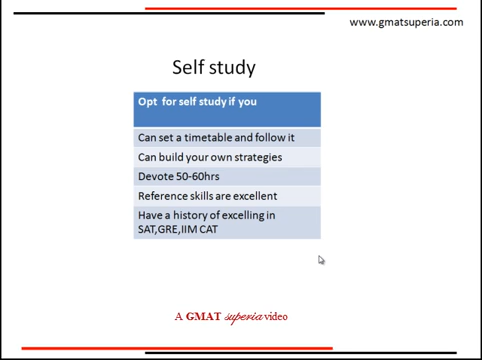 www.gmatsuperia.com
Self study
Opt for self study if you
Can set a timetable and follow it
Can build your own strategies
Devote 50-60hrs
Reference skills are excellent
Have a history of excelling in
SAT,GRE,IIM CAT
A GMAT superia video